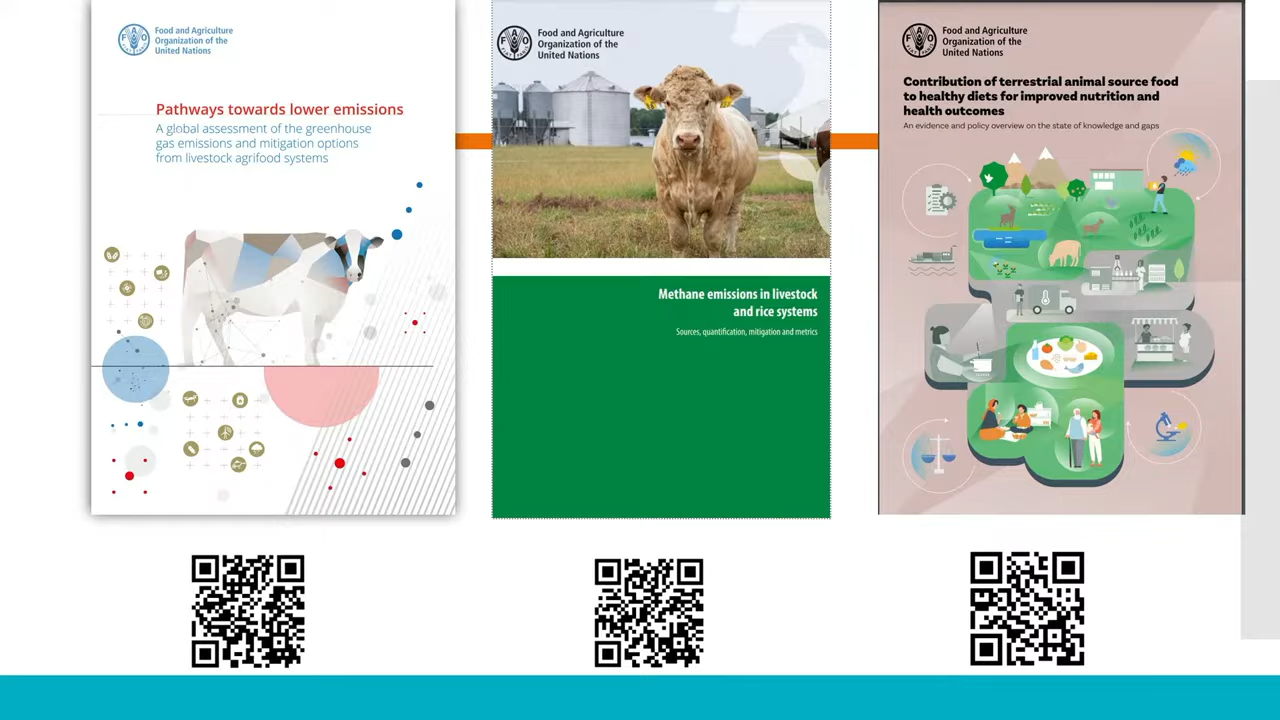 Food and Agriculture
Organization of the
United Nations
Pathways towards lower emissions
A global assessment of the greenhouse
gas emissions and mitigation options
from livestock agrifood systems
Food and Agriculture
Organization of the
United Nations
Methane emissions in livestock
and rice systems
Sources, quantification, mitigation and metrics
Food and Agriculture
Organization of the
United Nations
Contribution of terrestrial animal source food
to healthy diets for improved nutrition and
health outcomes
An evidence and policy overview on the state of knowledge and gaps